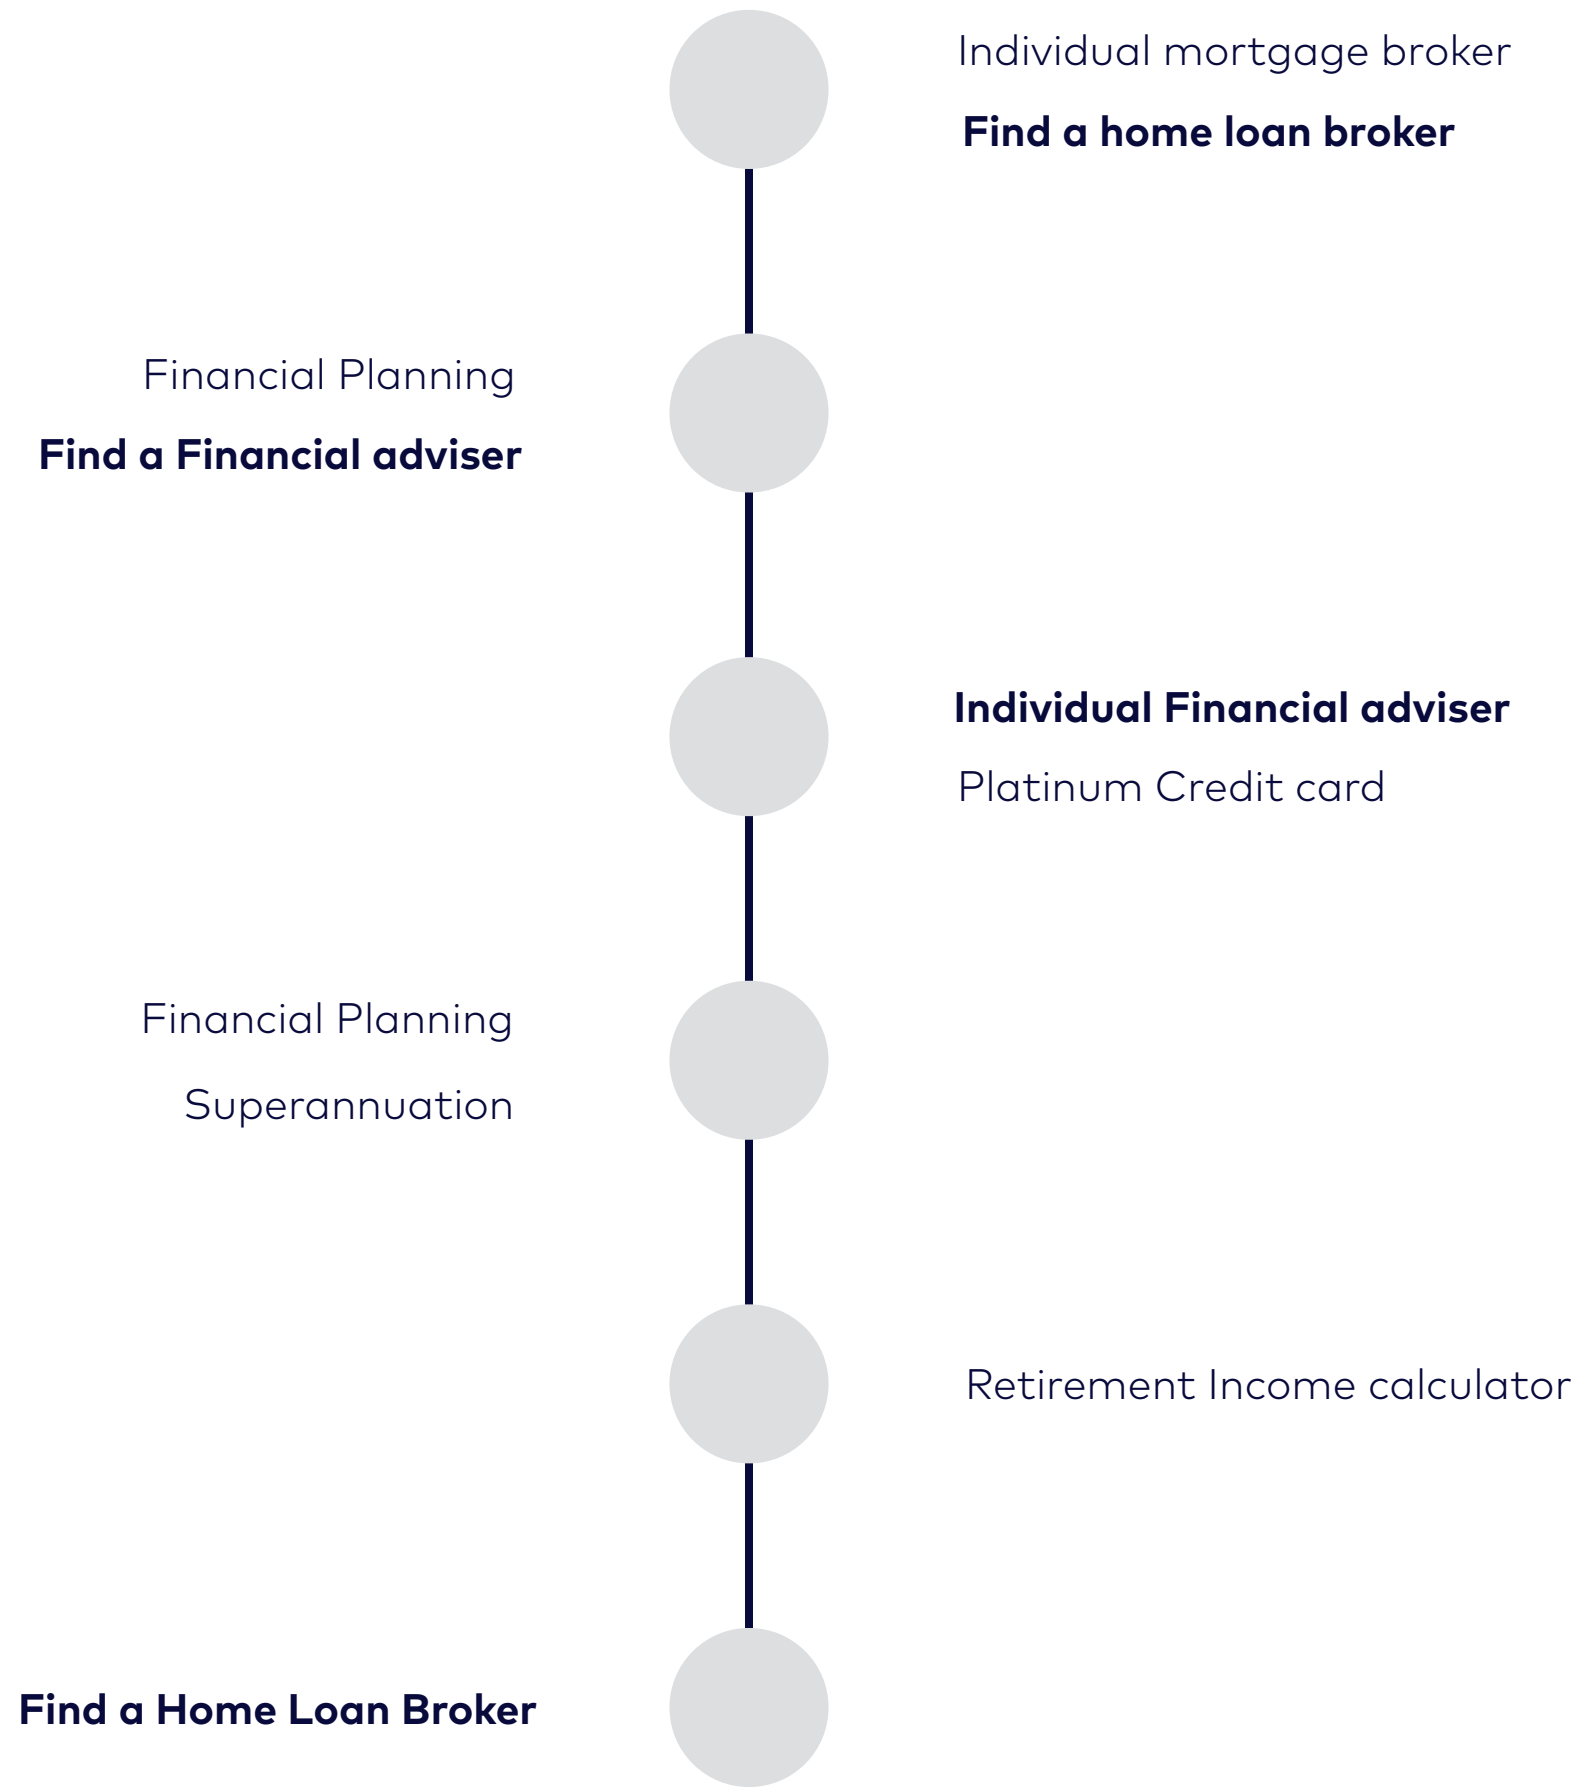 Individual mortgage broker
Find a home loan broker
Financial Planning
Find a Financial adviser
Individual Financial adviser
Platinum Credit card
Financial Planning
Superannuation
Retirement Income calculator
Find a Home Loan Broker